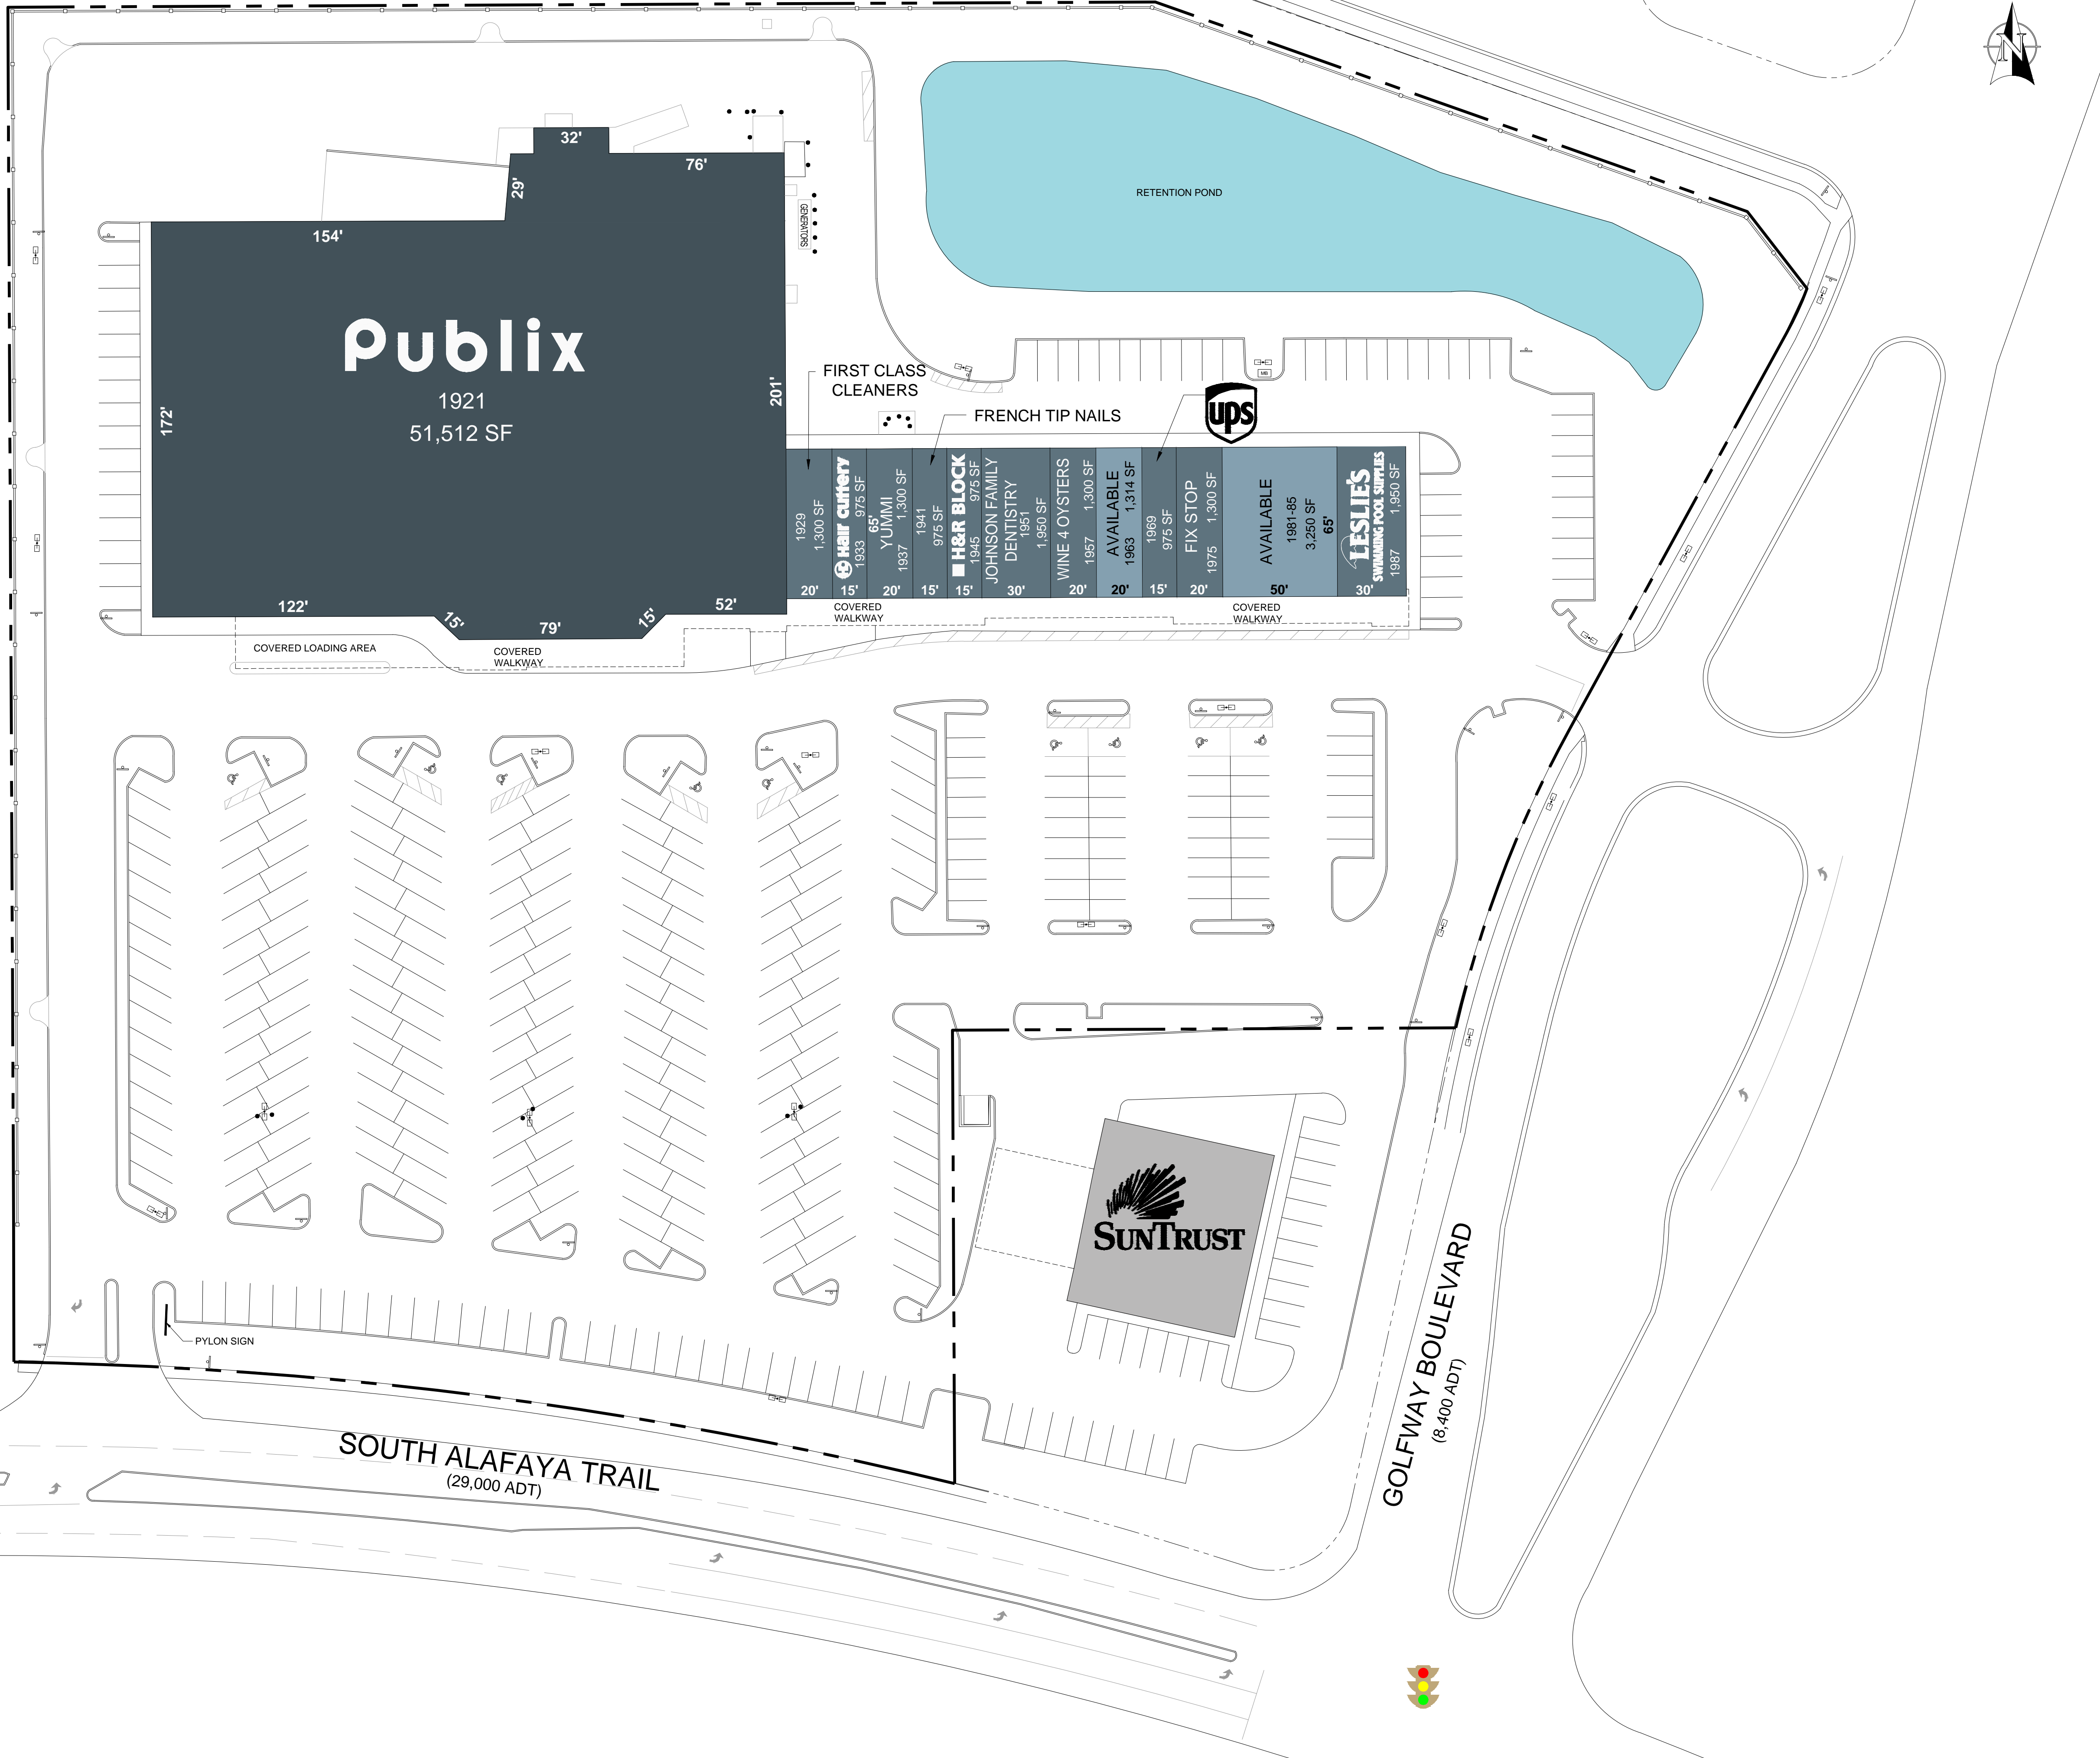 N
32'
76'
29'
RETENTION POND
GENERATORS
154'
Publix
1921
51,512 SF
172'
201'
FIRST CLASS
CLEANERS
FRENCH TIP NAILS
MB
ups
1929
1,300 SF
20'
Hair Cuttery
1933 975 SF
15'
65'
YUMMI
1937 1,300 SF
20'
1941
975 SF
15'
H&R BLOCK
1945 975 SF
15'
JOHNSON FAMILY
DENTISTRY
1951
1,950 SF
30'
WINE 4 OYSTERS
1957 1,300 SF
20'
AVAILABLE
1963 1,314 SF
20'
1969
975 SF
15'
FIX STOP
1975 1,300 SF
20'
AVAILABLE
1981-85
3,250 SF
65'
50'
LESLIE'S
SWIMMING POOL SUPPLIES
1987 1,950 SF
30'
122'
15'
79'
15'
52'
COVERED
WALKWAY
COVERED
WALKWAY
COVERED LOADING AREA
COVERED
WALKWAY
SUNTRUST
PYLON SIGN
SOUTH ALAFAYA TRAIL
(29,000 ADT)
GOLFWAY BOULEVARD
(8,400 ADT)